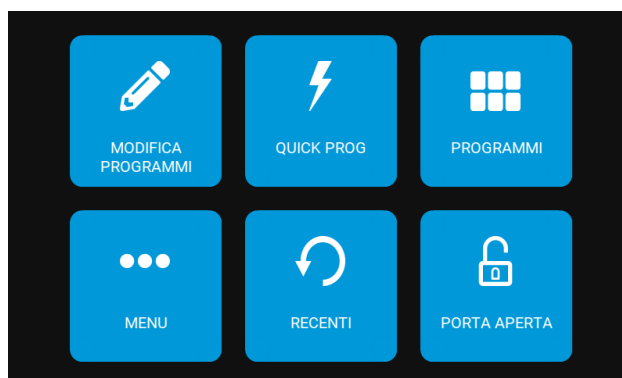 MODIFICA
PROGRAMMI
QUICK PROG
PROGRAMMI
MENU
RECENTI
PORTA APERTA